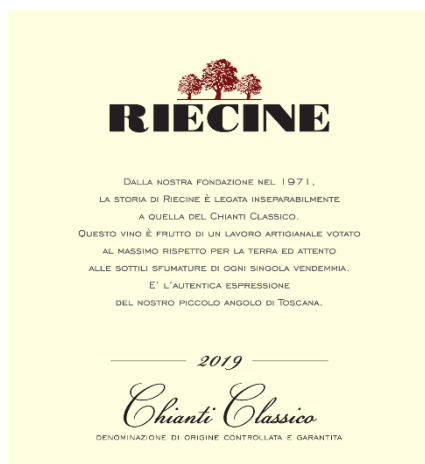 RIECINE
DALLA NOSTRA FONDAZIONE NEL 1971,
LA STORIA DI RIECINE È LEGATA INSEPARABILMENTE
A QUELLA DEL CHIANTI CLASSICO.
QUESTO VINO È FRUTTO DI UN LAVORO ARTIGIANALE VOTATO
AL MASSIMO RISPETTO PER LA TERRA ED ATTENTO
ALLE SOTTILI SFUMATURE DI OGNI SINGOLA VENDEMMIA.
E' L'AUTENTICA ESPRESSIONE
DEL NOSTRO PICCOLO ANGOLO DI TOSCANA.
2019
Chianti Classico
DENOMINAZIONE DI ORIGINE CONTROLLATA E GARANTITA